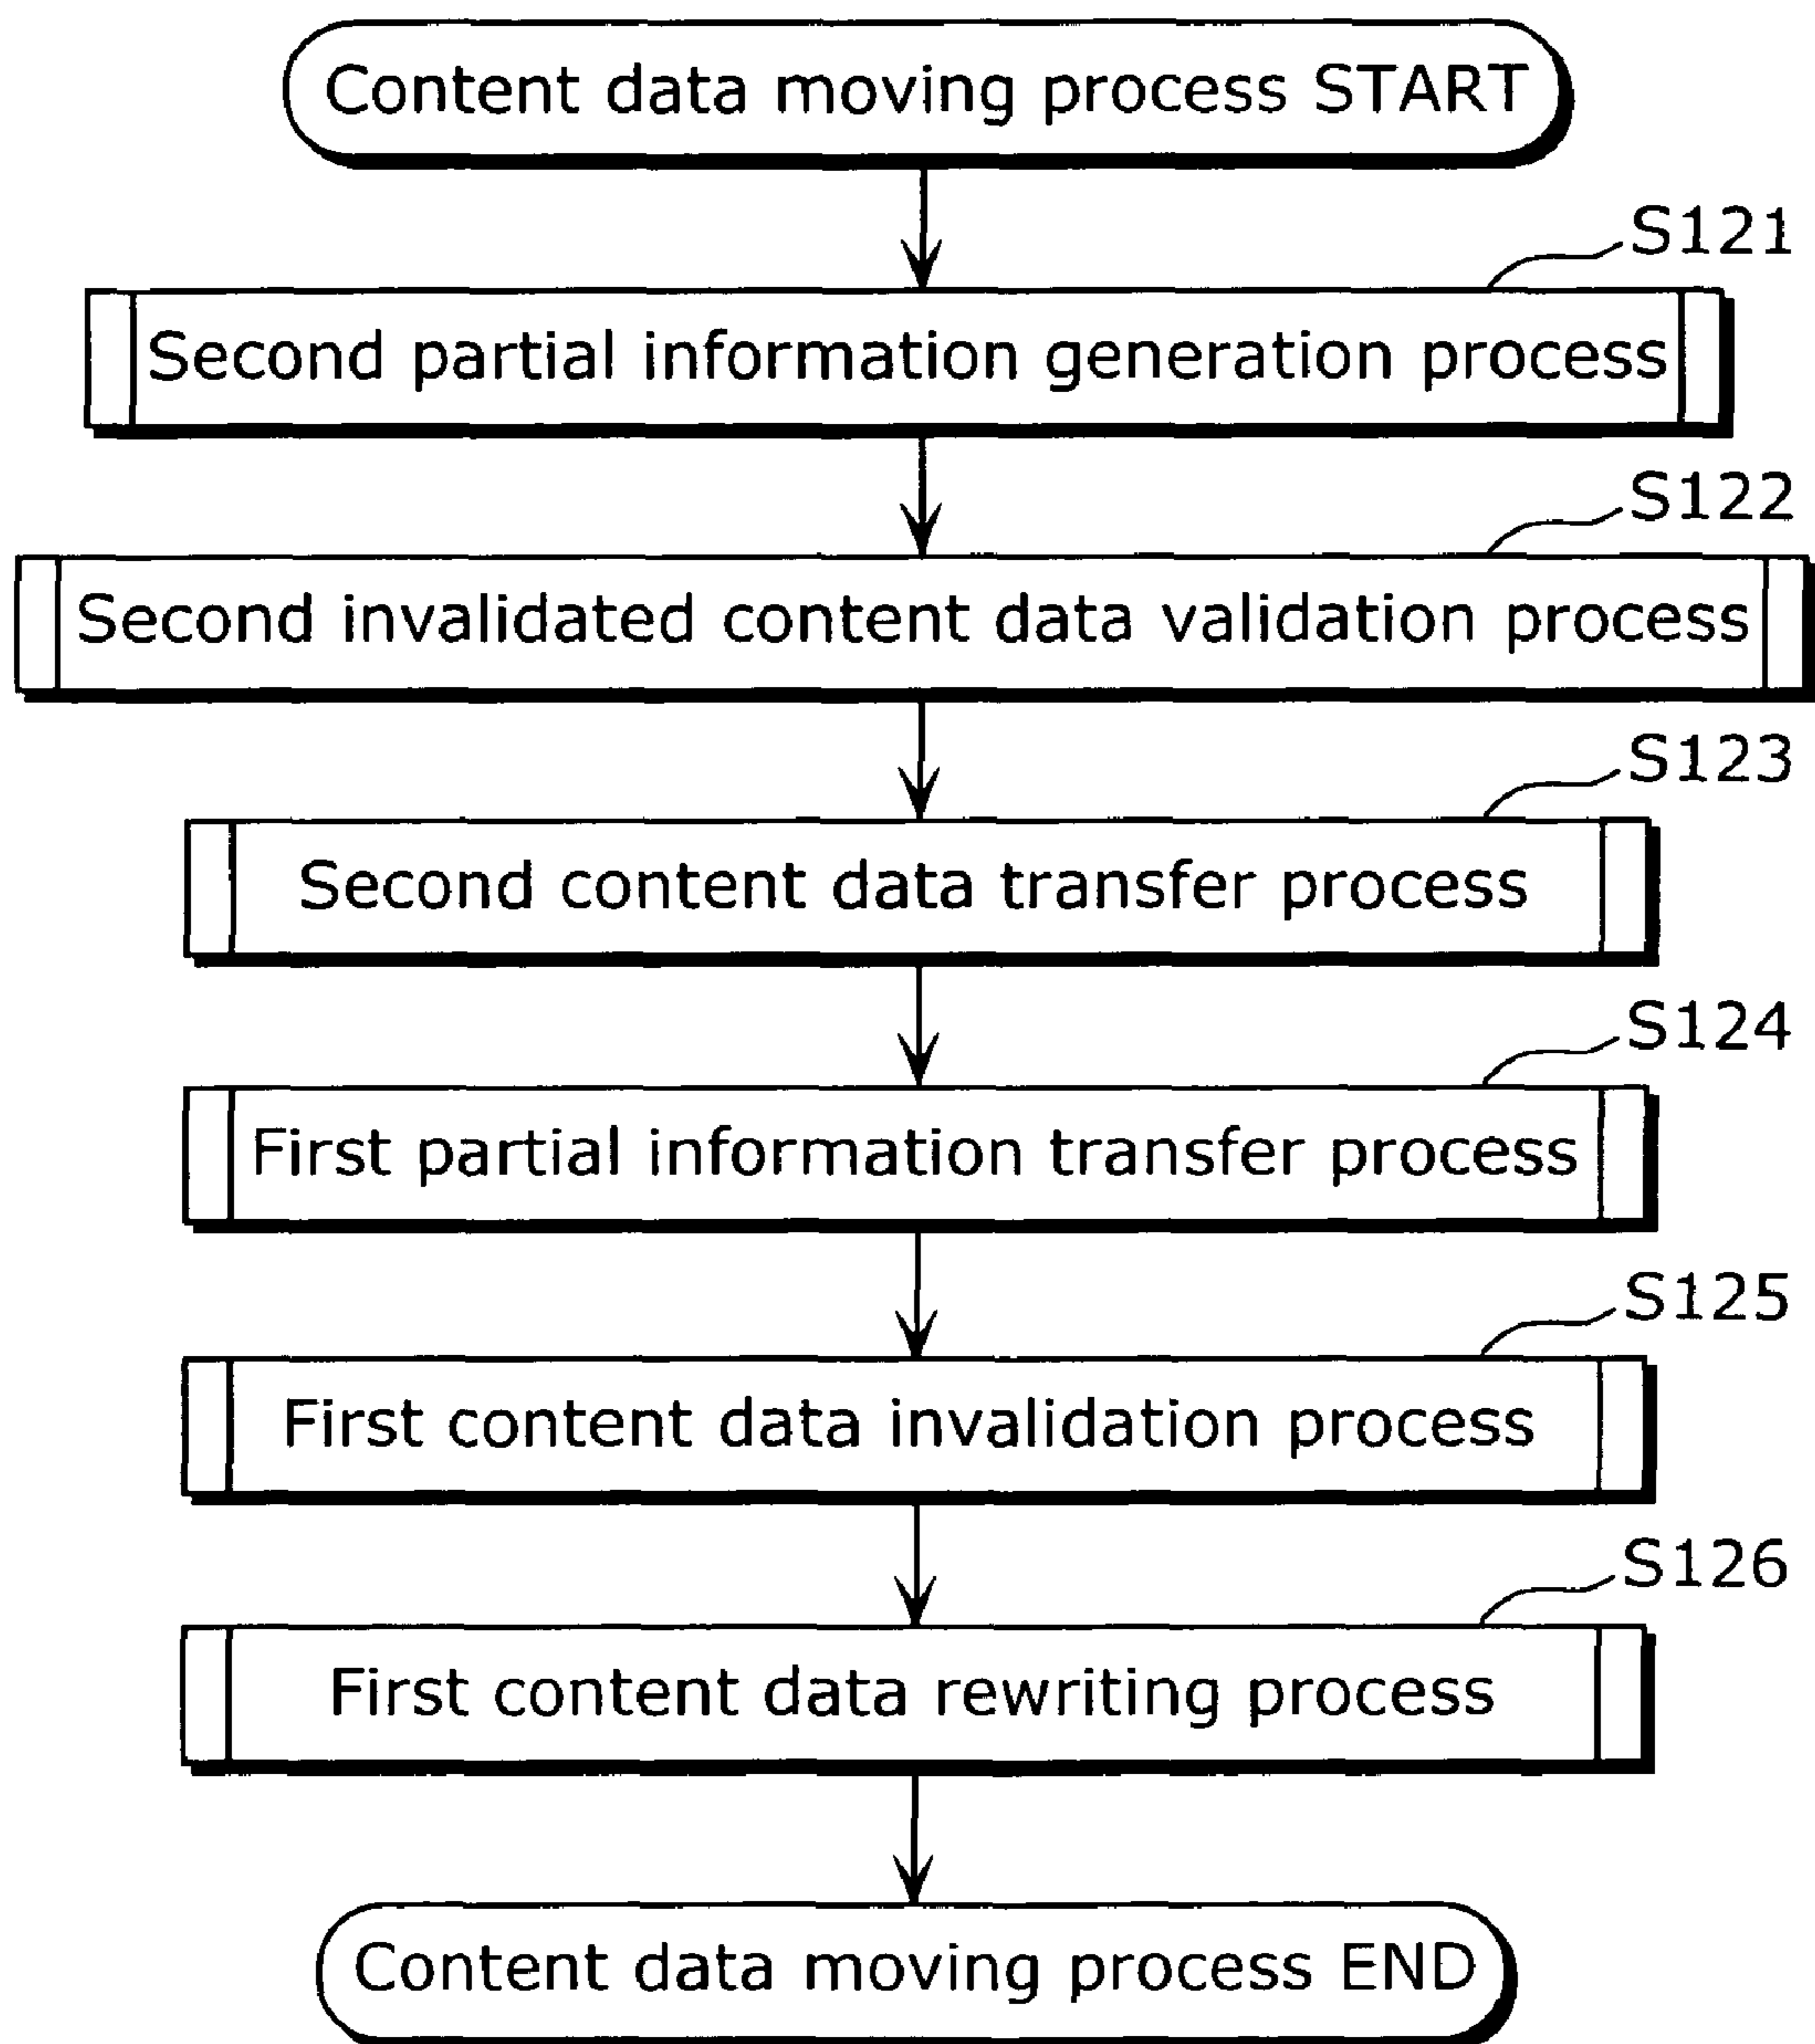 Content data moving process START
S121
Second partial information generation process
S122
Second invalidated content data validation process
S123
Second content data transfer process
S124
First partial information transfer process
S125
First content data invalidation process
S126
First content data rewriting process
Content data moving process END